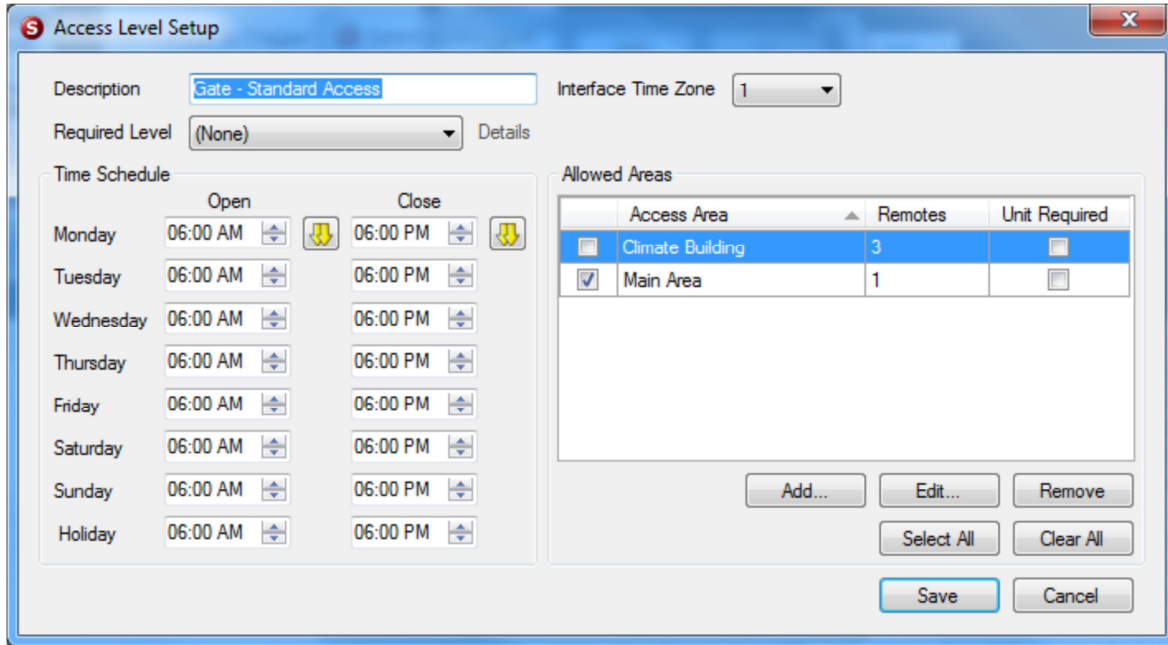 S Access Level Setup
Description Gate - Standard Access Interface Time Zone 1
Required Level (None) Details
Time Schedule
Open Close
Monday 06:00 AM 06:00 PM
Tuesday 06:00 AM 06:00 PM
Wednesday 06:00 AM 06:00 PM
Thursday 06:00 AM 06:00 PM
Friday 06:00 AM 06:00 PM
Saturday 06:00 AM 06:00 PM
Sunday 06:00 AM 06:00 PM
Holiday 06:00 AM 06:00 PM
Allowed Areas
Access Area Remotes Unit Required
Climate Building 3
Main Area 1
Add... Edit... Remove
Select All Clear All
Save Cancel